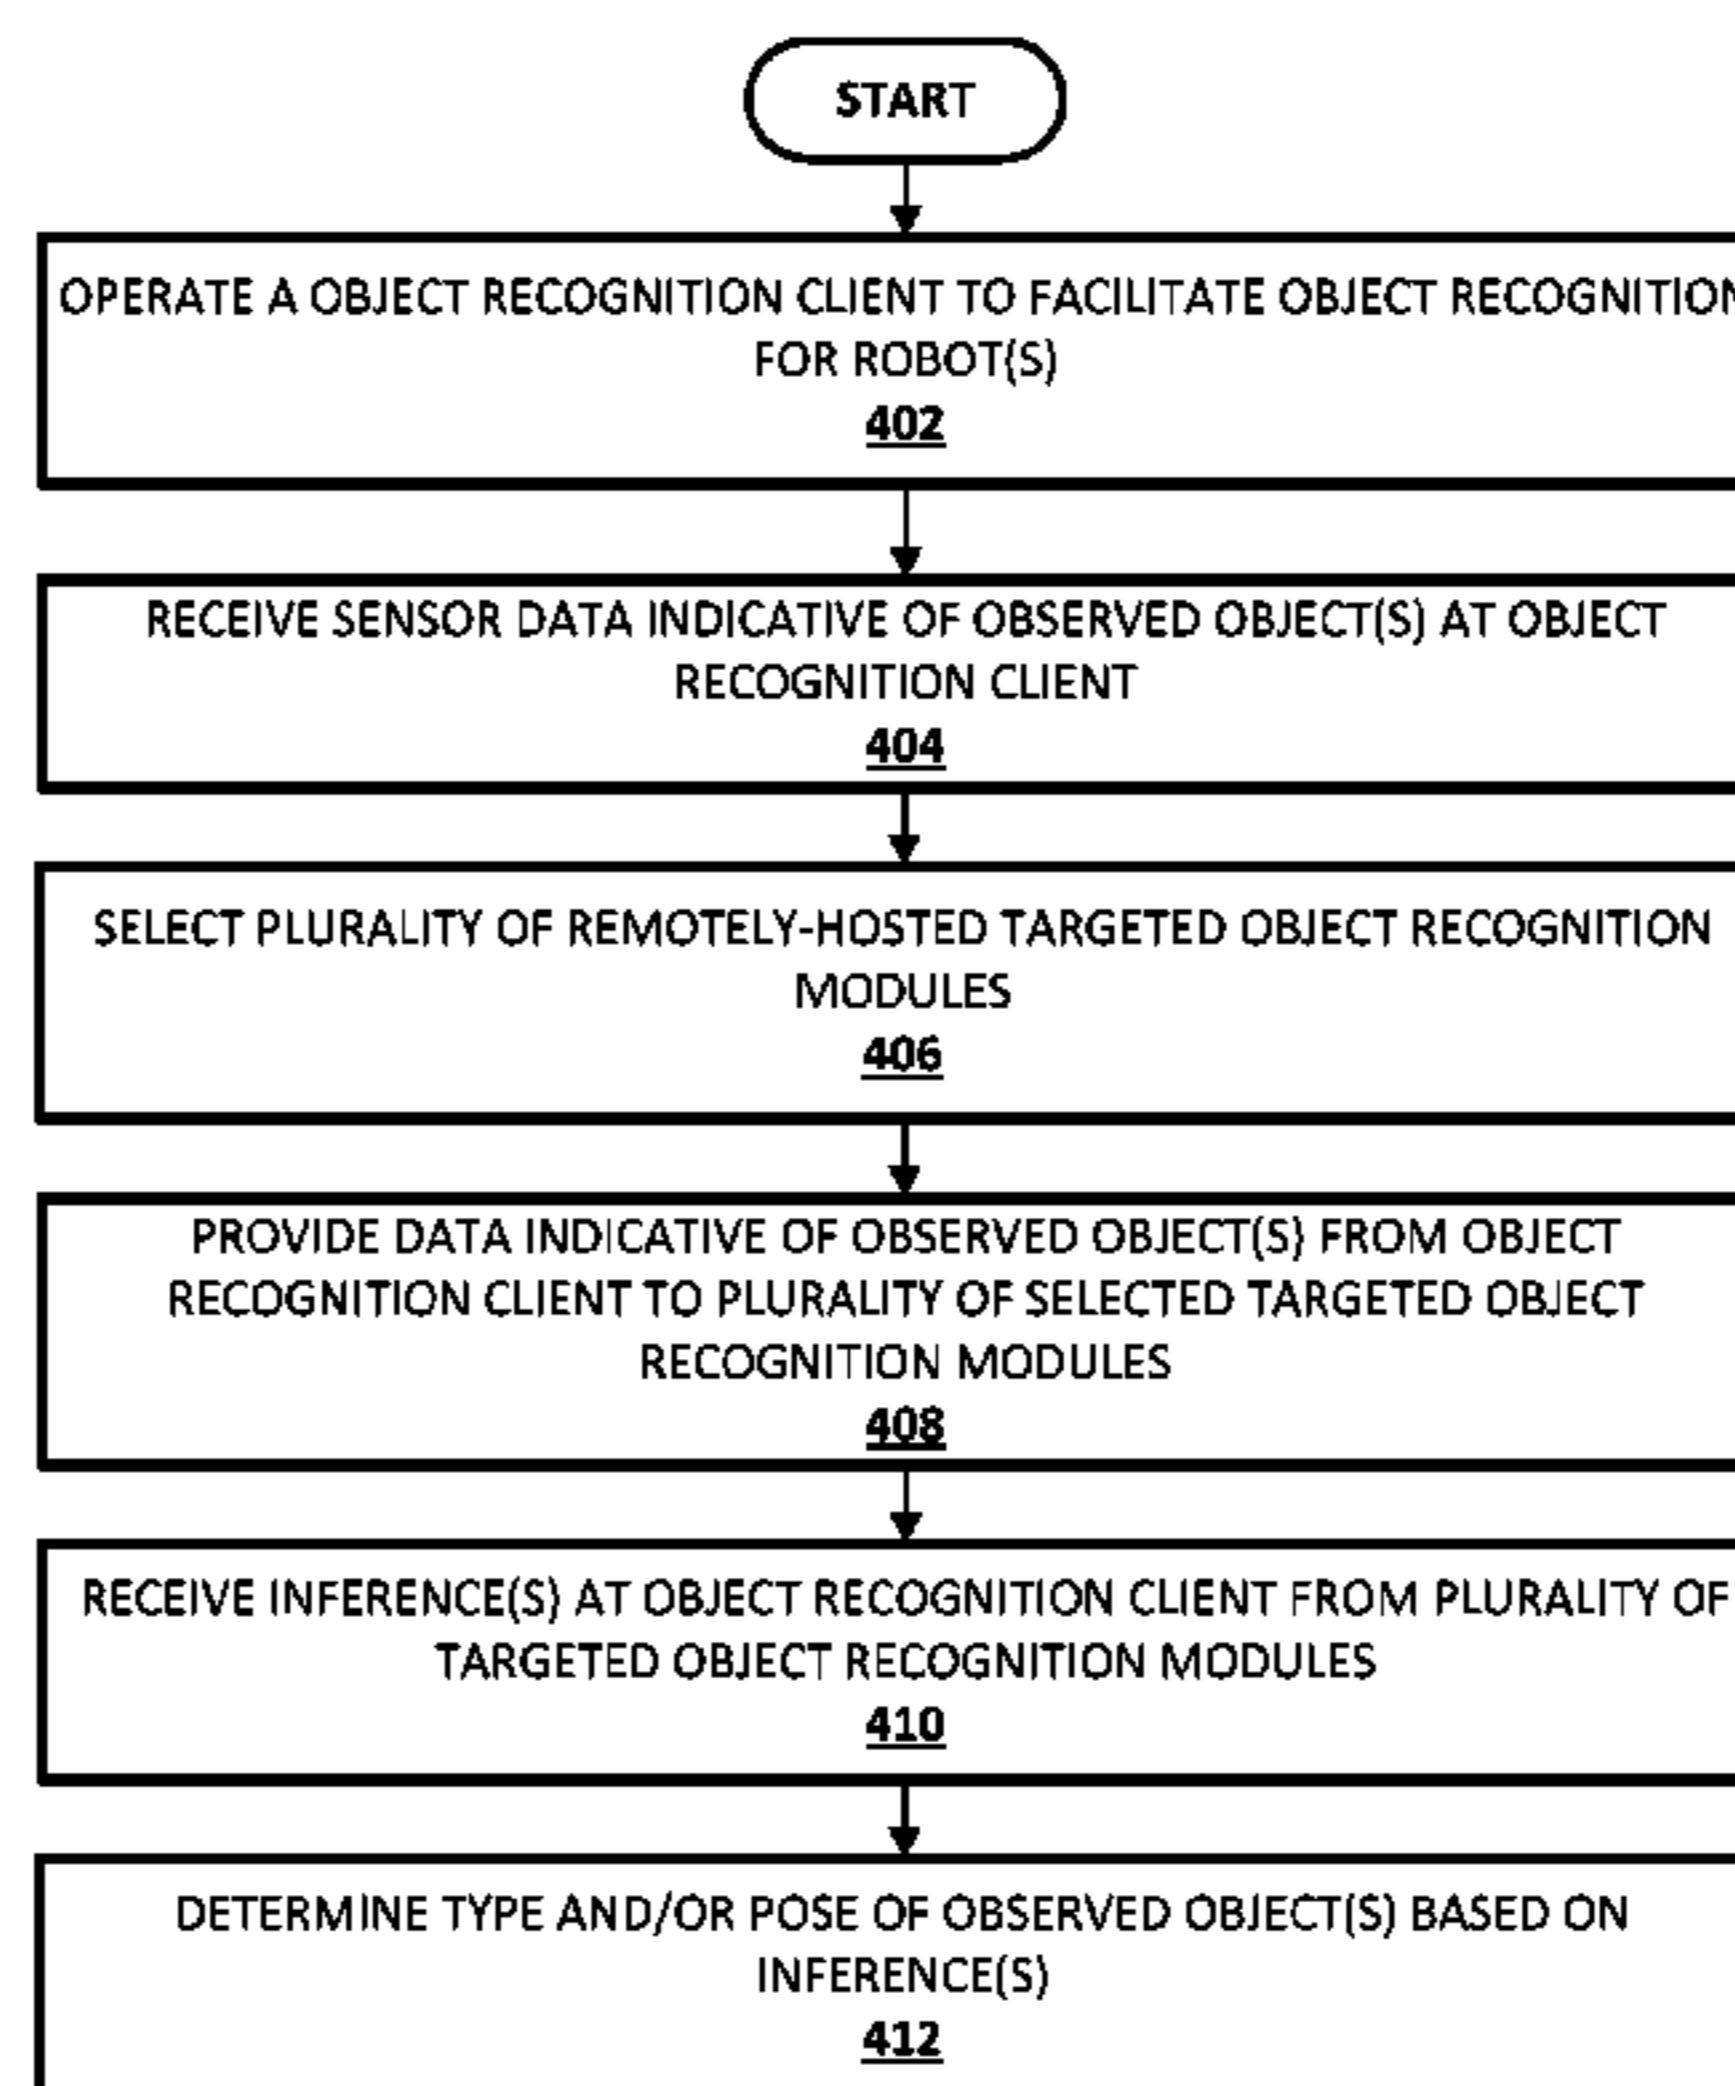 START
OPERATE A OBJECT RECOGNITION CLIENT TO FACILITATE OBJECT RECOGNITION
FOR ROBOT(S)
402
RECEIVE SENSOR DATA INDICATIVE OF OBSERVED OBJECT(S) AT OBJECT
RECOGNITION CLIENT
404
SELECT PLURALITY OF REMOTELY-HOSTED TARGETED OBJECT RECOGNITION
MODULES
406
PROVIDE DATA INDICATIVE OF OBSERVED OBJECT(S) FROM OBJECT
RECOGNITION CLIENT TO PLURALITY OF SELECTED TARGETED OBJECT
RECOGNITION MODULES
408
RECEIVE INFERENCE(S) AT OBJECT RECOGNITION CLIENT FROM PLURALITY OF
TARGETED OBJECT RECOGNITION MODULES
410
DETERMINE TYPE AND/OR POSE OF OBSERVED OBJECT(S) BASED ON
INFERENCE(S)
412